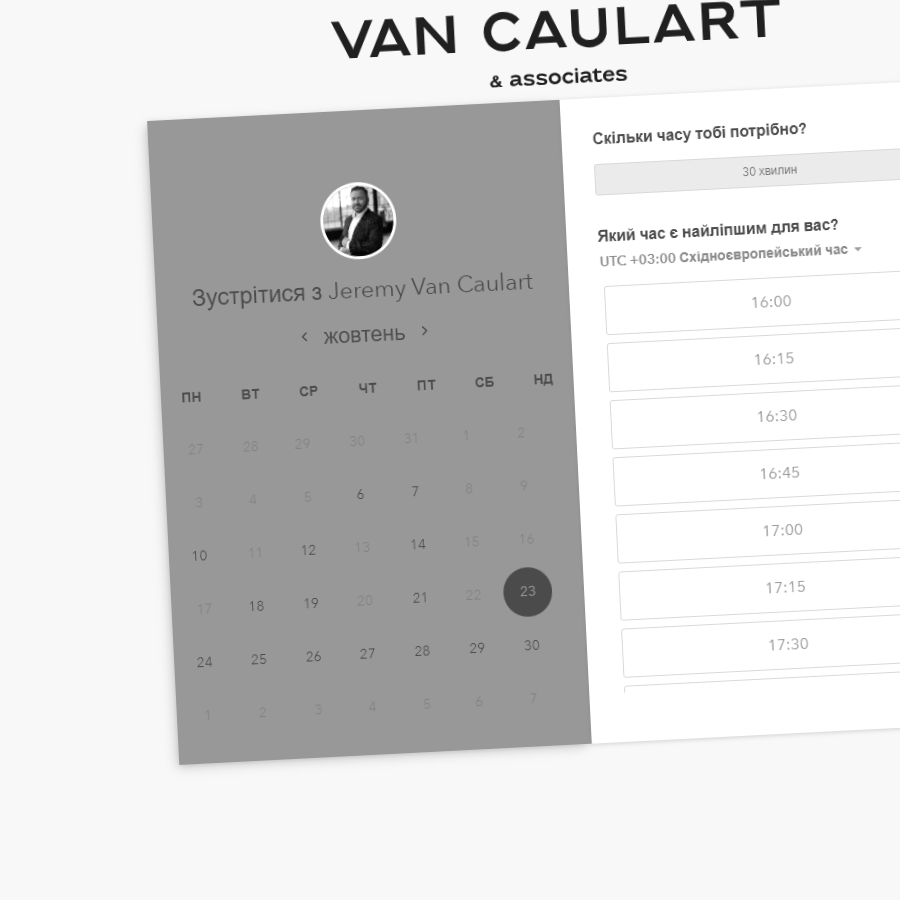 VAN CAULART
& associates
Зустрітися з Jeremy Van Caulart
‹ жовтень ›
ПН ВТ СР ЧТ ПТ СБ НД
27 28 29 30 31 1 2
3 4 5 6 7 8 9
10 11 12 13 14 15 16
17 18 19 20 21 22 23
24 25 26 27 28 29 30
1 2 3 4 5 6 7
Скільки часу тобі потрібно?
30 хвилин
Який час є найліпшим для вас?
UTC +03:00 Східноєвропейський час
16:00
16:15
16:30
16:45
17:00
17:15
17:30